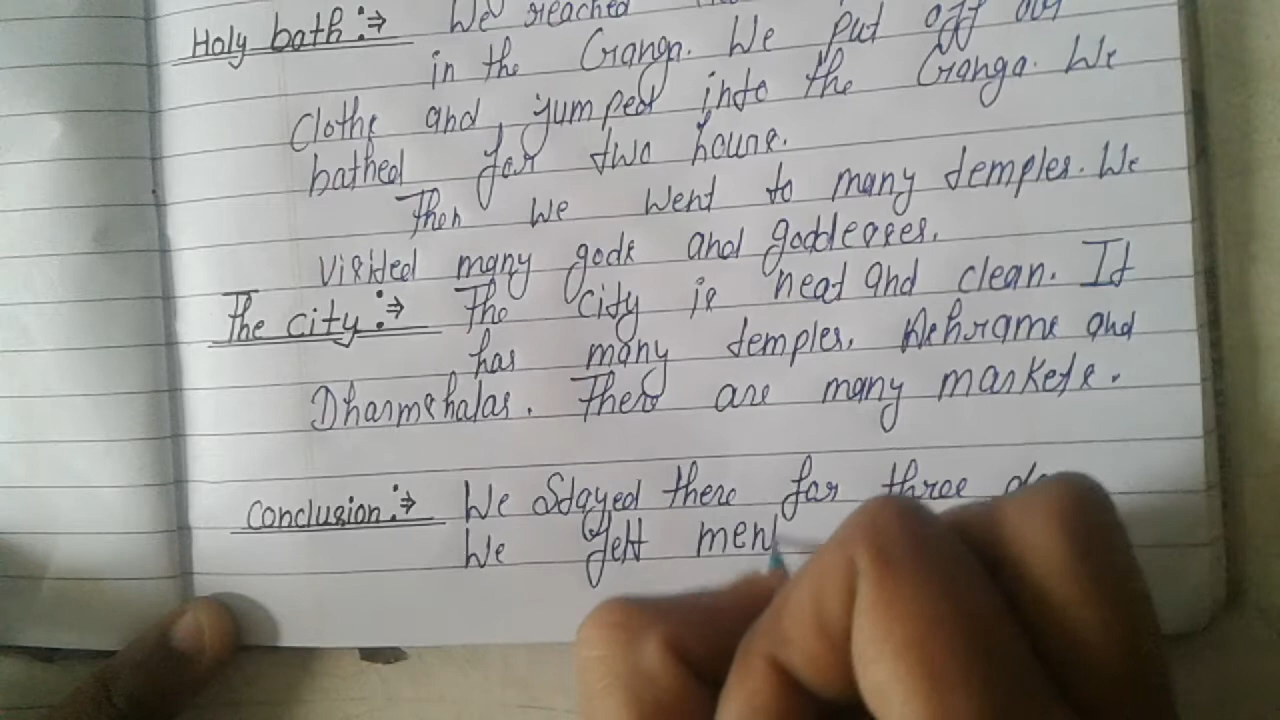 Holy bath :⇒ We reached
in the Ganga. We put off our
Clothe and jumped into the Ganga. We
bathed for two hours.
Then we went to many temples. We
visited many gods and goddesses.
The city :⇒ The city is neat and clean. It
has many temples, Ashrams and
Dharmshalas. There are many markets.
Conclusion :⇒ We Stayed there for three
We felt men